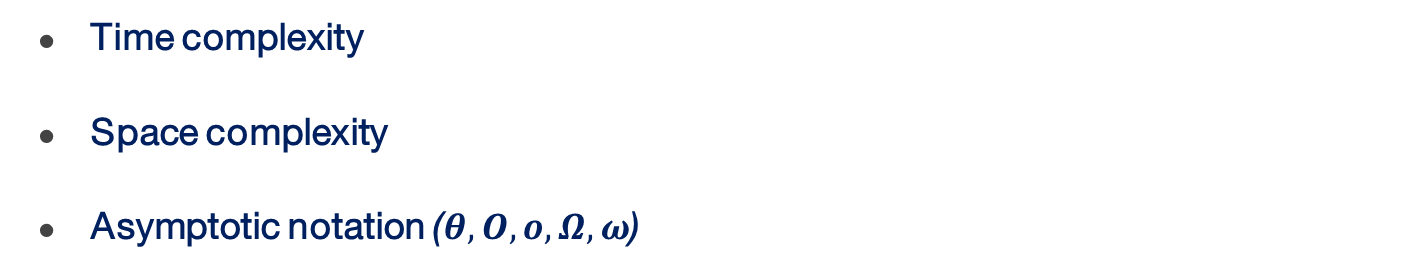 • Time complexity
• Space complexity
• Asymptotic notation (θ, O, o, Ω, ω)